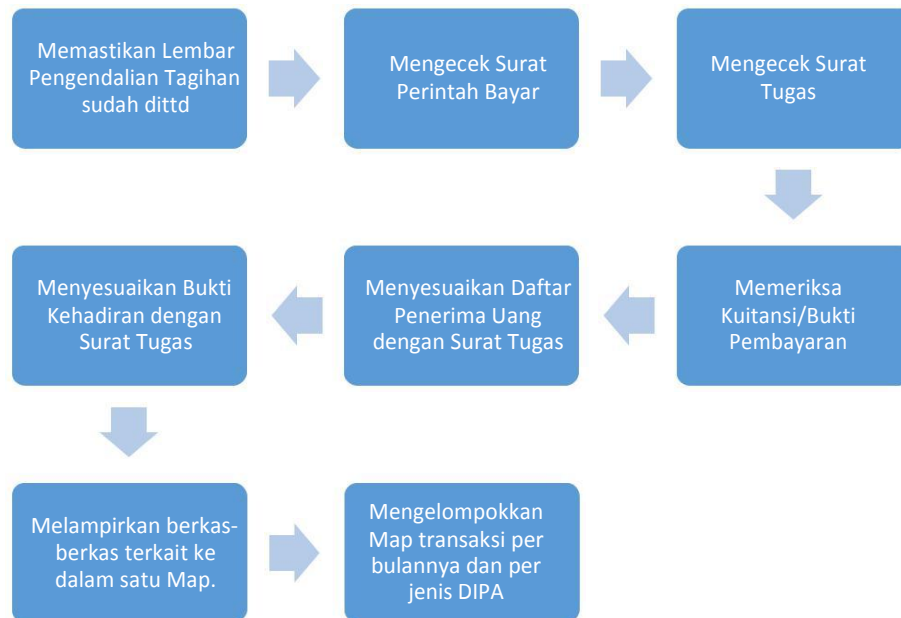 Memastikan Lembar
Pengendalian Tagihan
sudah dittd
Mengecek Surat
Perintah Bayar
Mengecek Surat
Tugas
Memeriksa
Kuitansi/Bukti
Pembayaran
Menyesuaikan Daftar
Penerima Uang
dengan Surat Tugas
Menyesuaikan Bukti
Kehadiran dengan
Surat Tugas
Melampirkan berkas-
berkas terkait ke
dalam satu Map.
Mengelompokkan
Map transaksi per
bulannya dan per
jenis DIPA